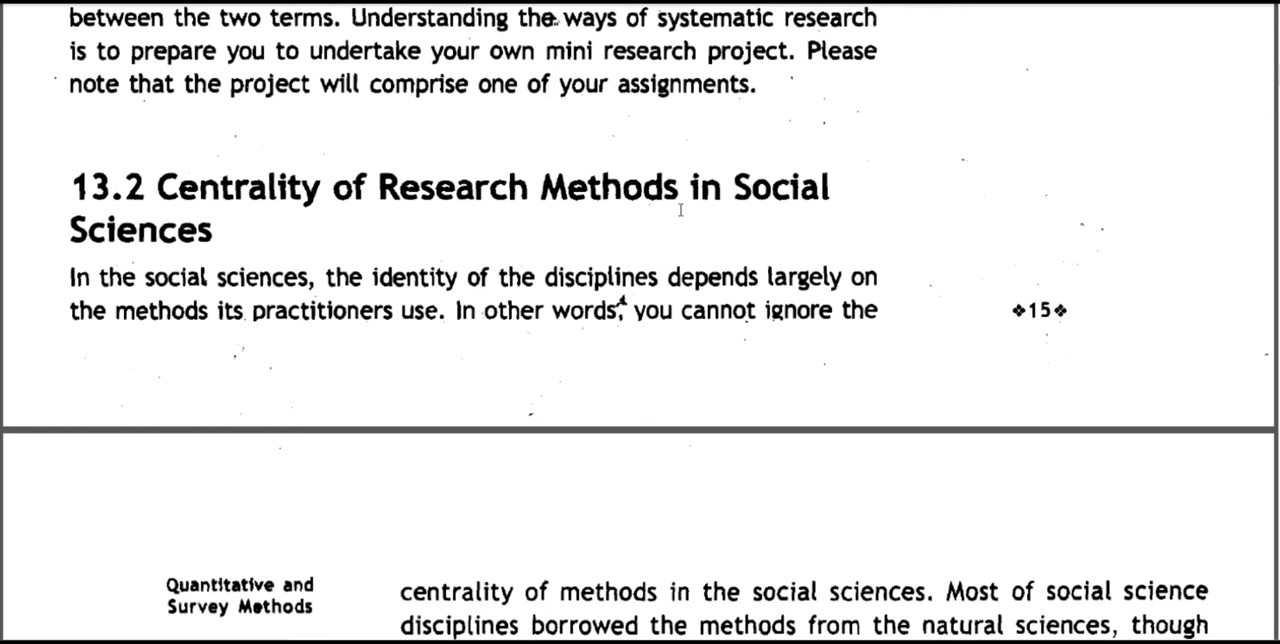 between the two terms. Understanding the ways of systematic research
is to prepare you to undertake your own mini research project. Please
note that the project will comprise one of your assignments.
13.2 Centrality of Research Methods in Social
Sciences
In the social sciences, the identity of the disciplines depends largely on
the methods its practitioners use. In other words, you cannot ignore the
❖15❖
Quantitative and
Survey Methods
centrality of methods in the social sciences. Most of social science
disciplines borrowed the methods from the natural sciences, though